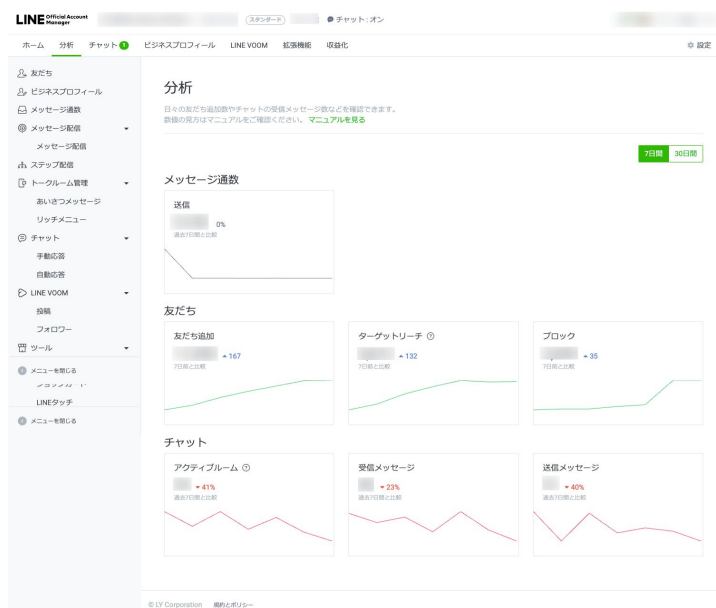 LINE Official Account Manager
スタンダード
チャット : オン
ホーム 分析 チャット 1 ビジネスプロフィール LINE VOOM 拡張機能 収益化 設定
友だち
ビジネスプロフィール
メッセージ通数
メッセージ配信
メッセージ配信
ステップ配信
トークルーム管理
あいさつメッセージ
リッチメニュー
チャット
手動応答
自動応答
LINE VOOM
投稿
フォロワー
ツール
メニューを閉じる
LINEタッチ
メニューを閉じる
分析
日々の友だち追加数やチャットの受信メッセージ数などを確認できます。
数値の見方はマニュアルをご確認ください。 マニュアルを見る
7日間 30日間
メッセージ通数
送信
0%
過去7日間と比較
友だち
友だち追加
167
7日前と比較
ターゲットリーチ
132
7日前と比較
ブロック
35
7日前と比較
チャット
アクティブルーム
41%
過去7日間と比較
受信メッセージ
23%
過去7日間と比較
送信メッセージ
40%
過去7日間と比較
© LY Corporation 規約とポリシー